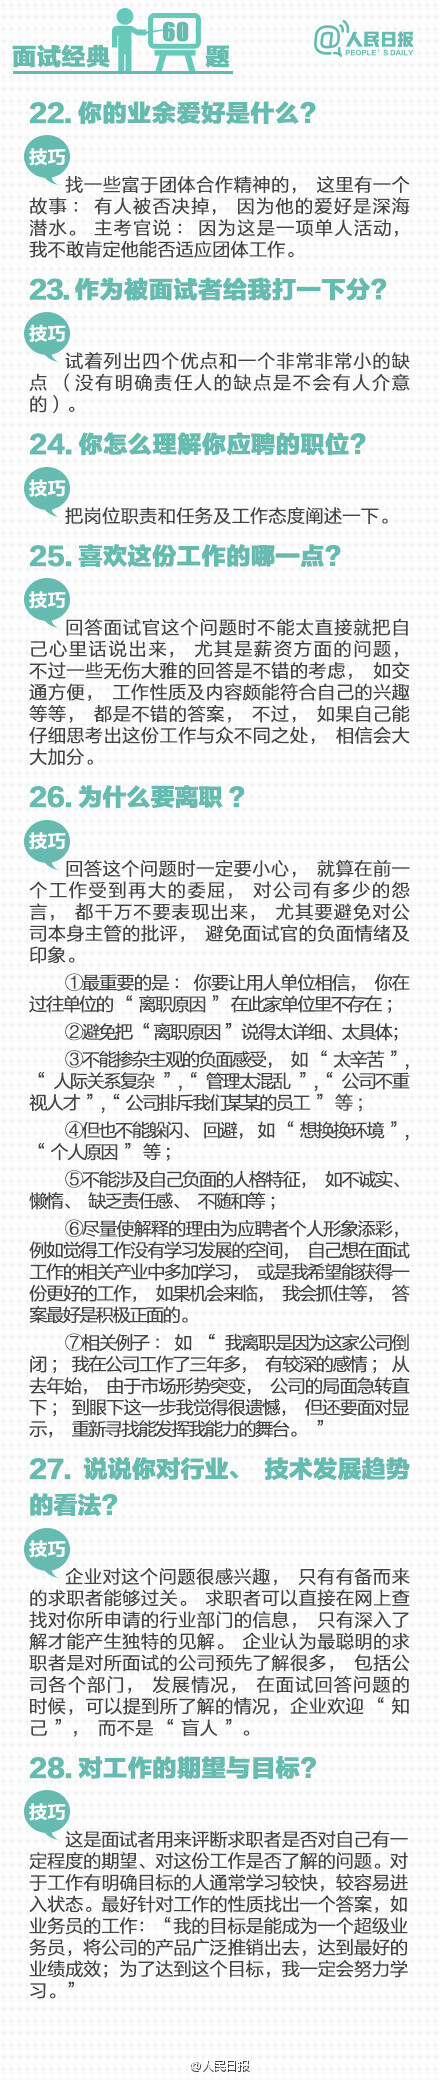 面试经典60题
@人民日报
PEOPLE'S DAILY
22. 你的业余爱好是什么？
技巧
找一些富于团体合作精神的， 这里有一个
故事： 有人被否决掉， 因为他的爱好是深海
潜水。 主考官说： 因为这是一项单人活动，
我不敢肯定他能否适应团体工作。
23. 作为被面试者给我打一下分？
技巧
试着列出四个优点和一个非常非常小的缺
点 （没有明确责任人的缺点是不会有人介意
的）。
24. 你怎么理解你应聘的职位？
技巧
把岗位职责和任务及工作态度阐述一下。
25. 喜欢这份工作的哪一点？
技巧
回答面试官这个问题时不能太直接就把自
己心里话说出来， 尤其是薪资方面的问题，
不过一些无伤大雅的回答是不错的考虑， 如交
通方便， 工作性质及内容颇能符合自己的兴趣
等等， 都是不错的答案， 不过， 如果自己能
仔细思考出这份工作与众不同之处， 相信会大
大加分。
26. 为什么要离职？
技巧
回答这个问题时一定要小心， 就算在前一
个工作受到再大的委屈， 对公司有多少的怨
言， 都千万不要表现出来， 尤其要避免对公
司本身主管的批评， 避免面试官的负面情绪及
印象。
①最重要的是： 你要让用人单位相信， 你在
过往单位的 “离职原因” 在此家单位里不存在；
②避免把 “离职原因” 说得太详细、太具体；
③不能掺杂主观的负面感受， 如 “太辛苦”，
“人际关系复杂”，“管理太混乱”，“公司不重
视人才”，“公司排斥我们某某的员工” 等；
④但也不能躲闪、回避，如 “想换换环境”，
“个人原因” 等；
⑤不能涉及自己负面的人格特征， 如不诚实、
懒惰、 缺乏责任感、 不随和等；
⑥尽量使解释的理由为应聘者个人形象添彩，
例如觉得工作没有学习发展的空间， 自己想在面试
工作的相关产业中多加学习， 或是我希望能获得一
份更好的工作， 如果机会来临， 我会抓住等， 答
案最好是积极正面的。
⑦相关例子： 如 “我离职是因为这家公司倒
闭； 我在公司工作了三年多， 有较深的感情； 从
去年始， 由于市场形势突变， 公司的局面急转直
下； 到眼下这一步我觉得很遗憾， 但还要面对显
示， 重新寻找能发挥我能力的舞台。 ”
27. 说说你对行业、 技术发展趋势
的看法？
技巧
企业对这个问题很感兴趣， 只有有备而来
的求职者能够过关。 求职者可以直接在网上查
找对你所申请的行业部门的信息， 只有深入了
解才能产生独特的见解。 企业认为最聪明的求
职者是对所面试的公司预先了解很多， 包括公
司各个部门， 发展情况， 在面试回答问题的
时候，可以提到所了解的情况，企业欢迎 “知
己”， 而不是 “盲人”。
28. 对工作的期望与目标？
技巧
这是面试者用来评断求职者是否对自己有一
定程度的期望、对这份工作是否了解的问题。对
于工作有明确目标的人通常学习较快，较容易进
入状态。最好针对工作的性质找出一个答案，如
业务员的工作：“我的目标是能成为一个超级业
务员，将公司的产品广泛推销出去，达到最好的
业绩成效；为了达到这个目标，我一定会努力学
习。”
@人民日报